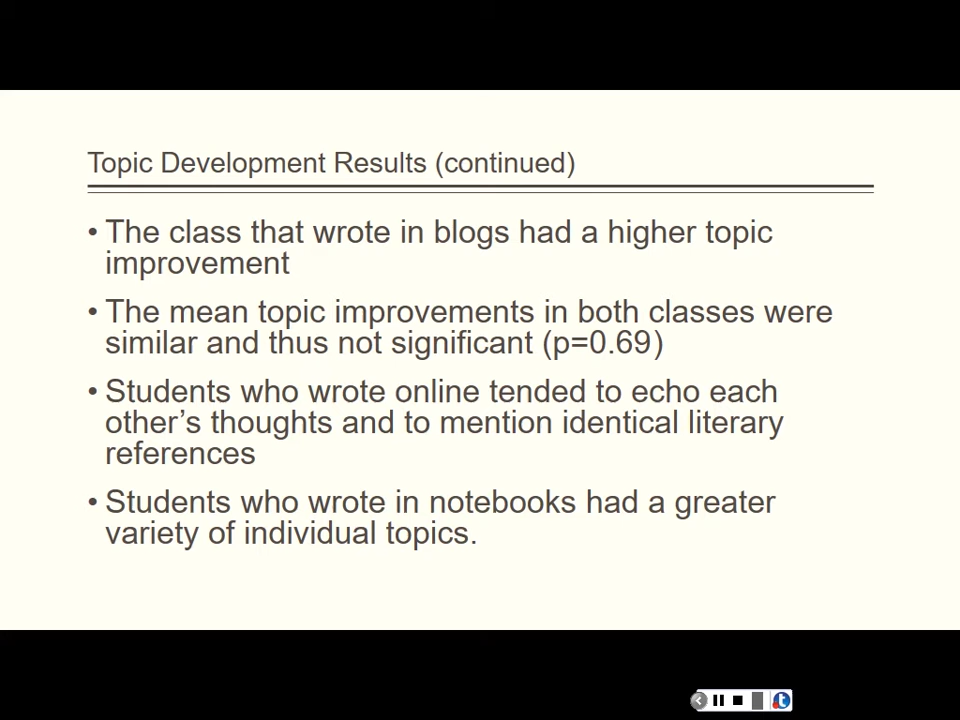 Topic Development Results (continued)
• The class that wrote in blogs had a higher topic
improvement
• The mean topic improvements in both classes were
similar and thus not significant (p=0.69)
• Students who wrote online tended to echo each
other’s thoughts and to mention identical literary
references
• Students who wrote in notebooks had a greater
variety of individual topics.
t